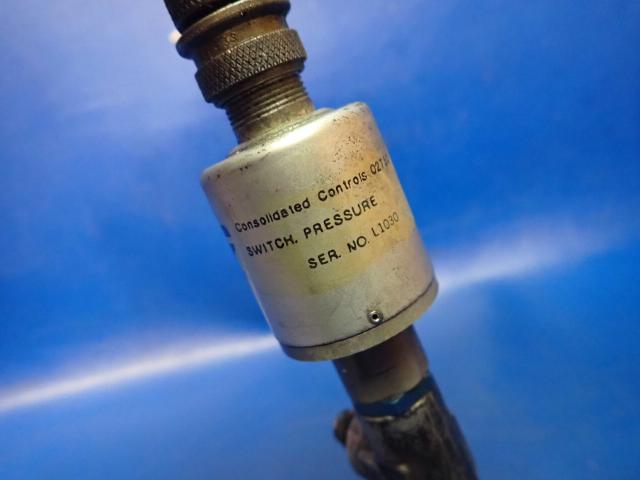 Consolidated Controls
SWITCH, PRESSURE
SER. NO. L1030